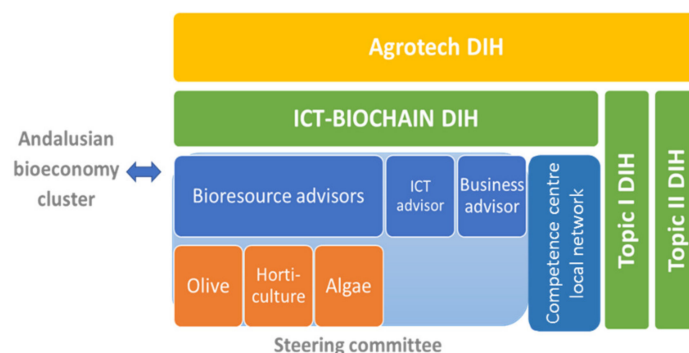 Agrotech DIH
ICT-BIOCHAIN DIH
Andalusian
bioeconomy
cluster
Bioresource advisors
ICT
advisor
Business
advisor
Olive
Horti-
culture
Algae
Competence centre
local network
Topic I DIH
Topic II DIH
Steering committee